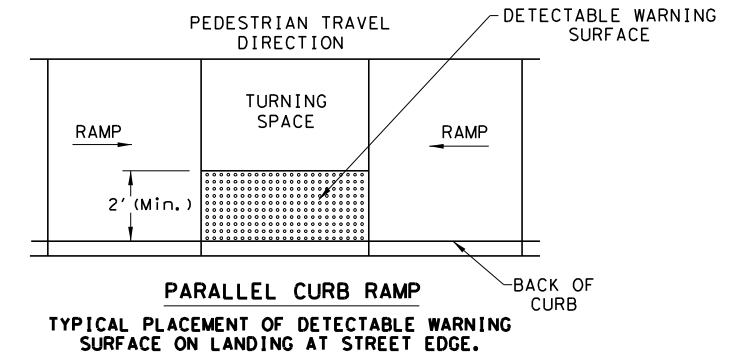 PEDESTRIAN TRAVEL
DIRECTION
DETECTABLE WARNING
SURFACE
TURNING
SPACE
RAMP
RAMP
2' (Min.)
BACK OF
CURB
PARALLEL CURB RAMP
TYPICAL PLACEMENT OF DETECTABLE WARNING
SURFACE ON LANDING AT STREET EDGE.